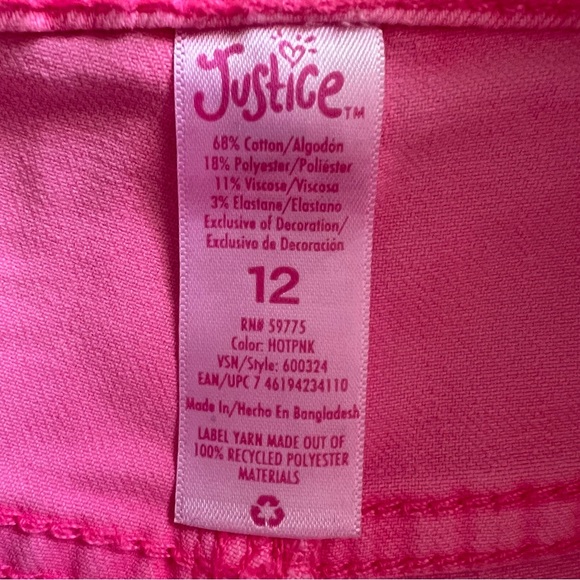 Justice™
68% Cotton/Algodón
18% Polyester/Poliéster
11% Viscose/Viscosa
3% Elastane/Elastano
Exclusive of Decoration/
Exclusivo de Decoración
12
RN# 59775
Color: HOTPNK
VSN/Style: 600324
EAN/UPC 7 46194234110
Made In/Hecho En Bangladesh
LABEL YARN MADE OUT OF
100% RECYCLED POLYESTER
MATERIALS